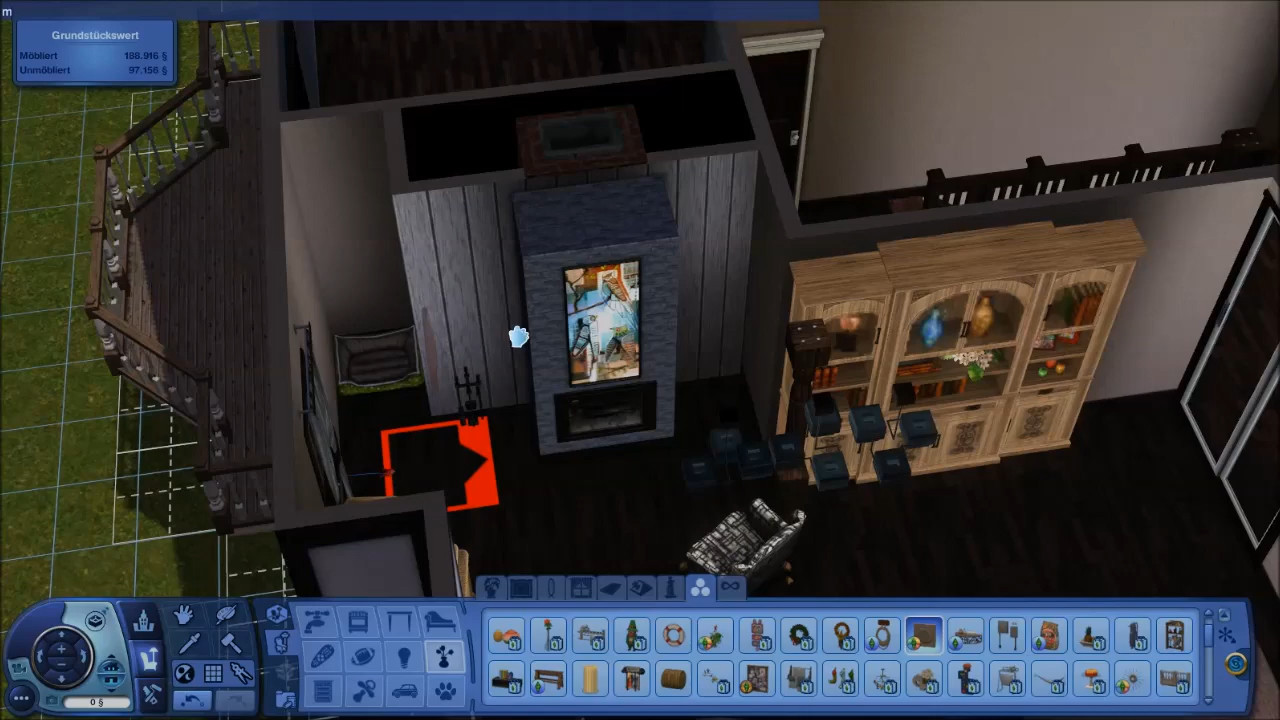 m
Grundstückswert
Möbliert 188.916 §
Unmöbliert 97.156 §
0 §